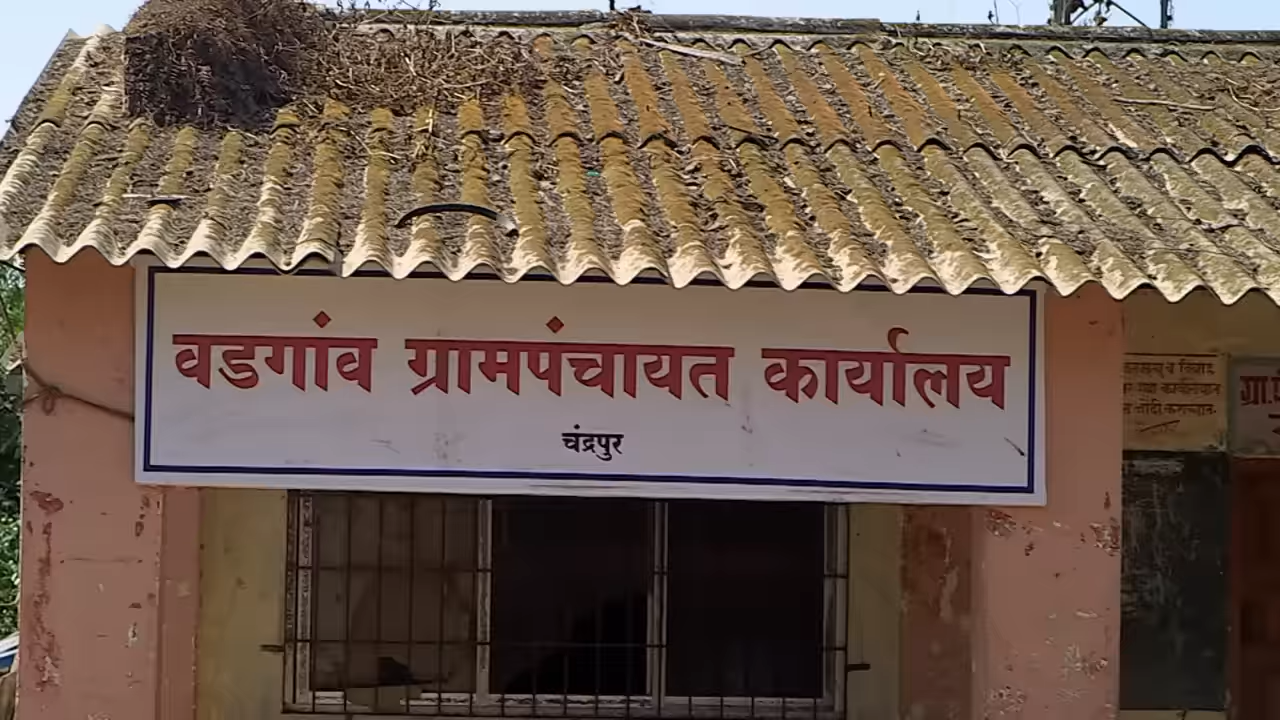 वडगांव ग्रामपंचायत कार्यालय
चंद्रपुर
ग्रा.